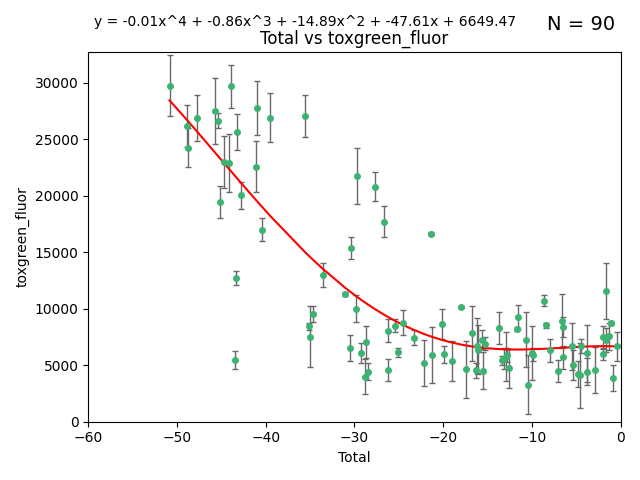 y = -0.01x^4 + -0.86x^3 + -14.89x^2 + -47.61x + 6649.47
N = 90
Total vs toxgreen_fluor
30000
25000
20000
15000
10000
5000
0
toxgreen_fluor
−60
−50
−40
−30
−20
−10
0
Total